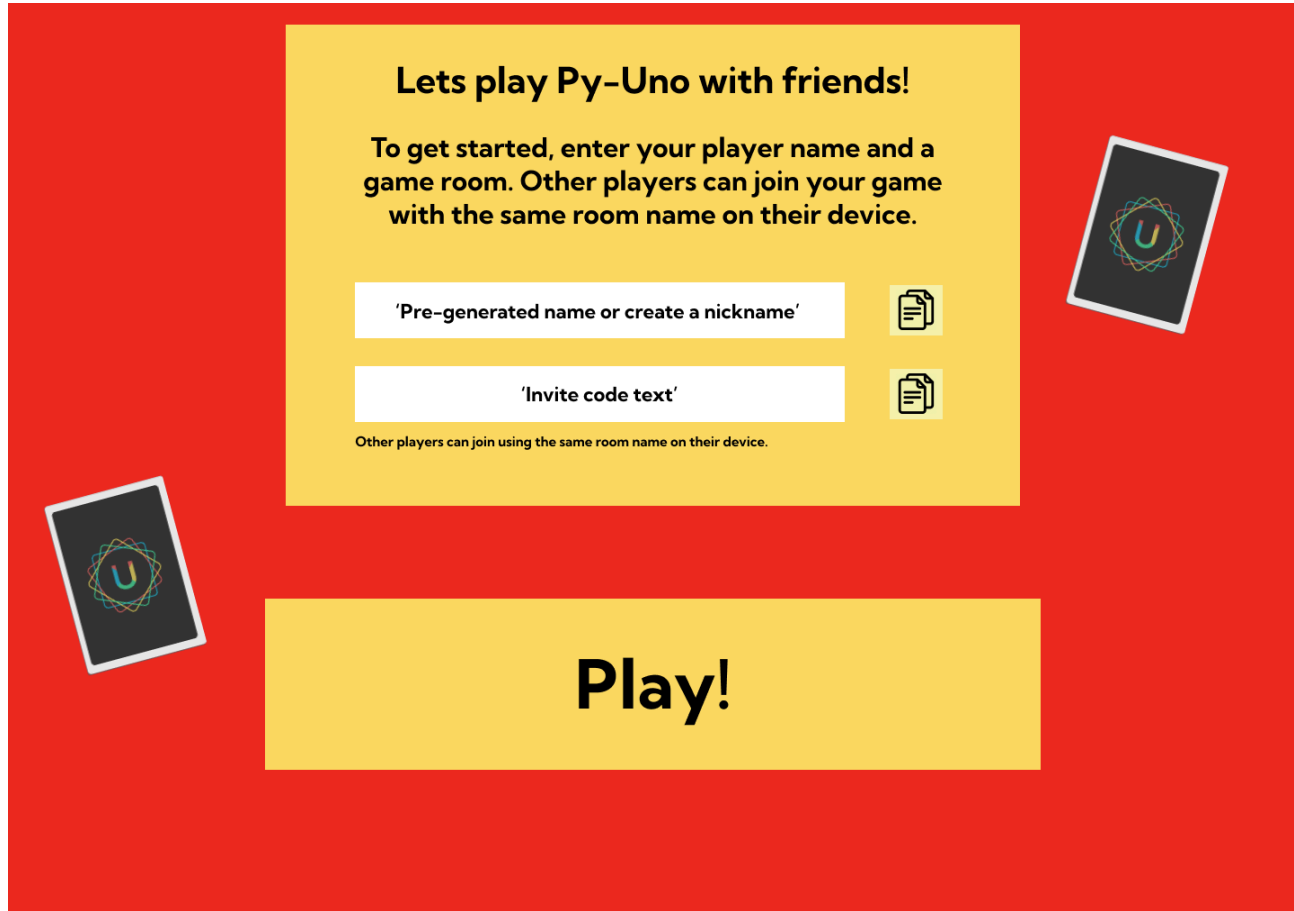 Lets play Py-Uno with friends!
To get started, enter your player name and a
game room. Other players can join your game
with the same room name on their device.
‘Pre-generated name or create a nickname’
‘Invite code text’
Other players can join using the same room name on their device.
U
U
Play!